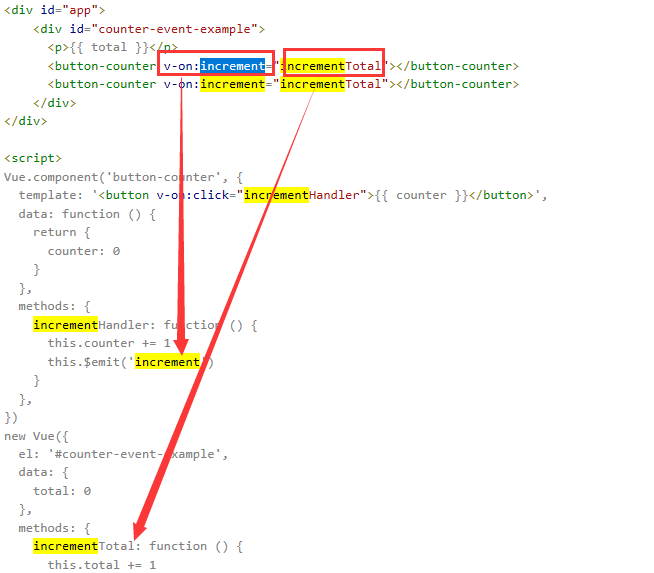 <div id="app">
<div id="counter-event-example">
<p>{{ total }}</p>
<button-counter v-on:increment="incrementTotal"></button-counter>
<button-counter v-on:increment="incrementTotal"></button-counter>
</div>
</div>
<script>
Vue.component('button-counter', {
template: '<button v-on:click="incrementHandler">{{ counter }}</button>',
data: function () {
return {
counter: 0
}
},
methods: {
incrementHandler: function () {
this.counter += 1
this.$emit('increment')
}
},
})
new Vue({
el: '#counter-event-example',
data: {
total: 0
},
methods: {
incrementTotal: function () {
this.total += 1